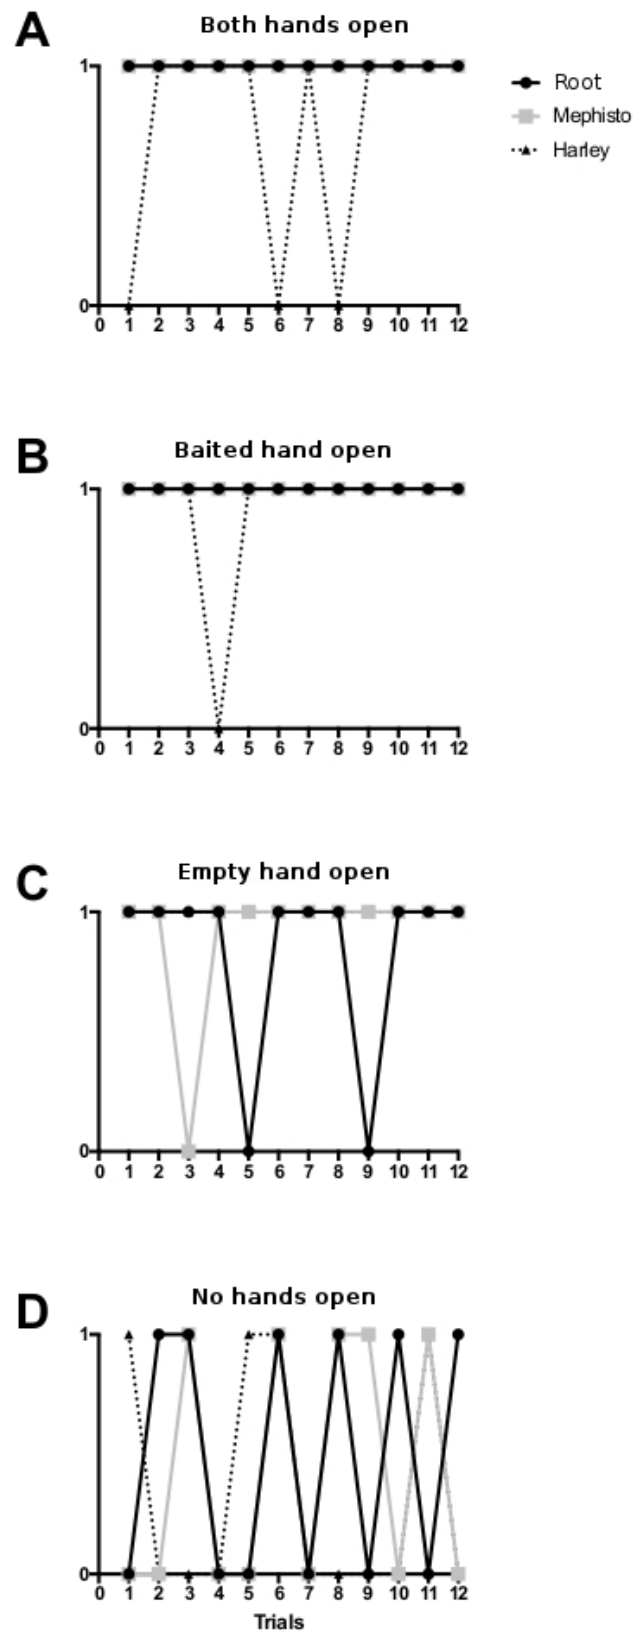 A
Both hands open
1
0
0 1 2 3 4 5 6 7 8 9 10 11 12
Root
Mephisto
Harley
B
Baited hand open
1
0
0 1 2 3 4 5 6 7 8 9 10 11 12
C
Empty hand open
1
0
0 1 2 3 4 5 6 7 8 9 10 11 12
D
No hands open
1
0
0 1 2 3 4 5 6 7 8 9 10 11 12
Trials